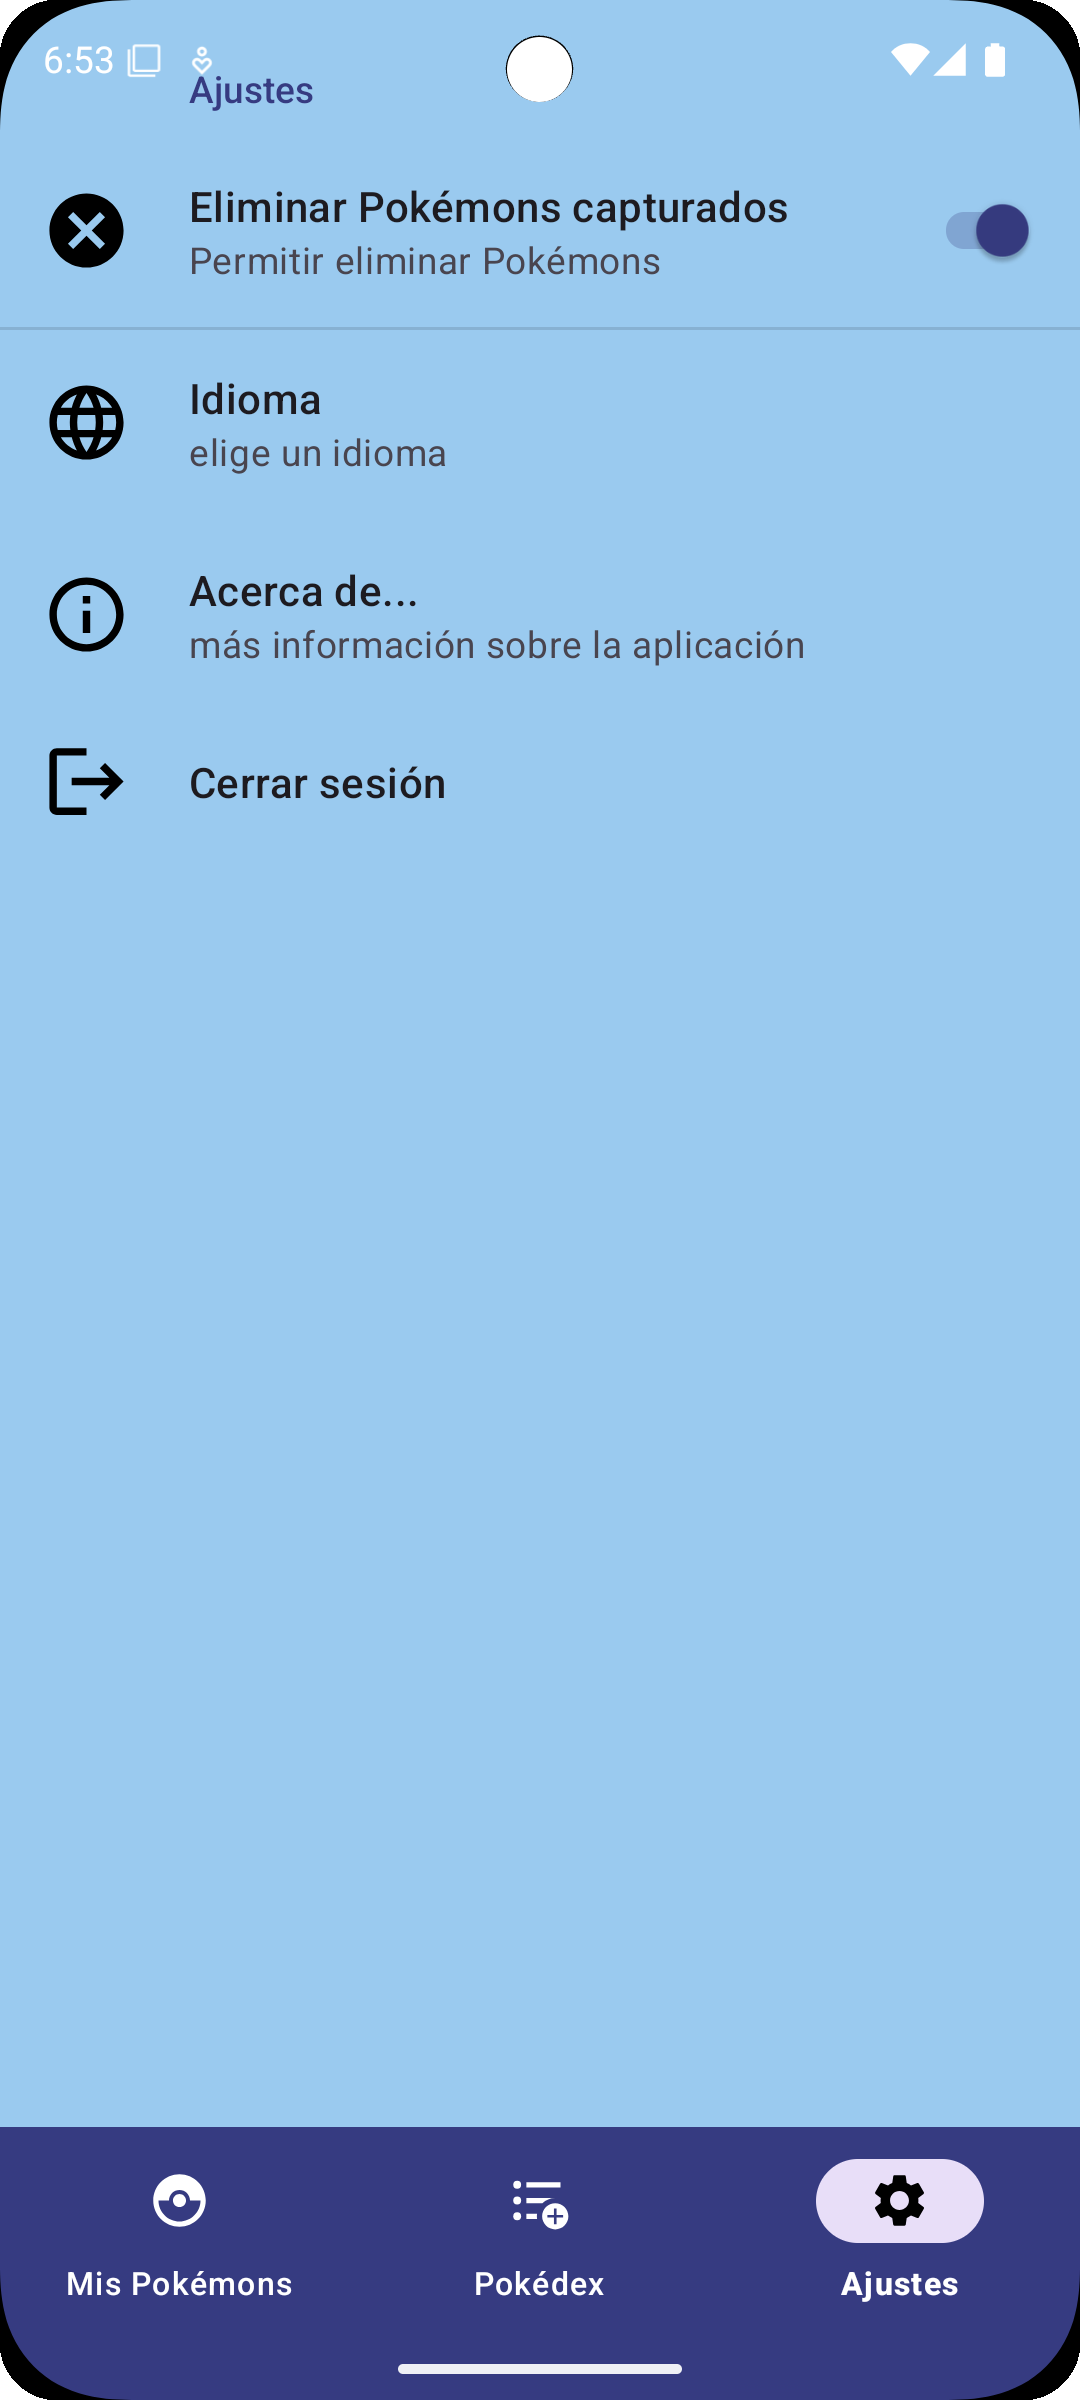 6:53
Ajustes
Eliminar Pokémons capturados
Permitir eliminar Pokémons
Idioma
elige un idioma
Acerca de...
más información sobre la aplicación
Cerrar sesión
Mis Pokémons
Pokédex
Ajustes